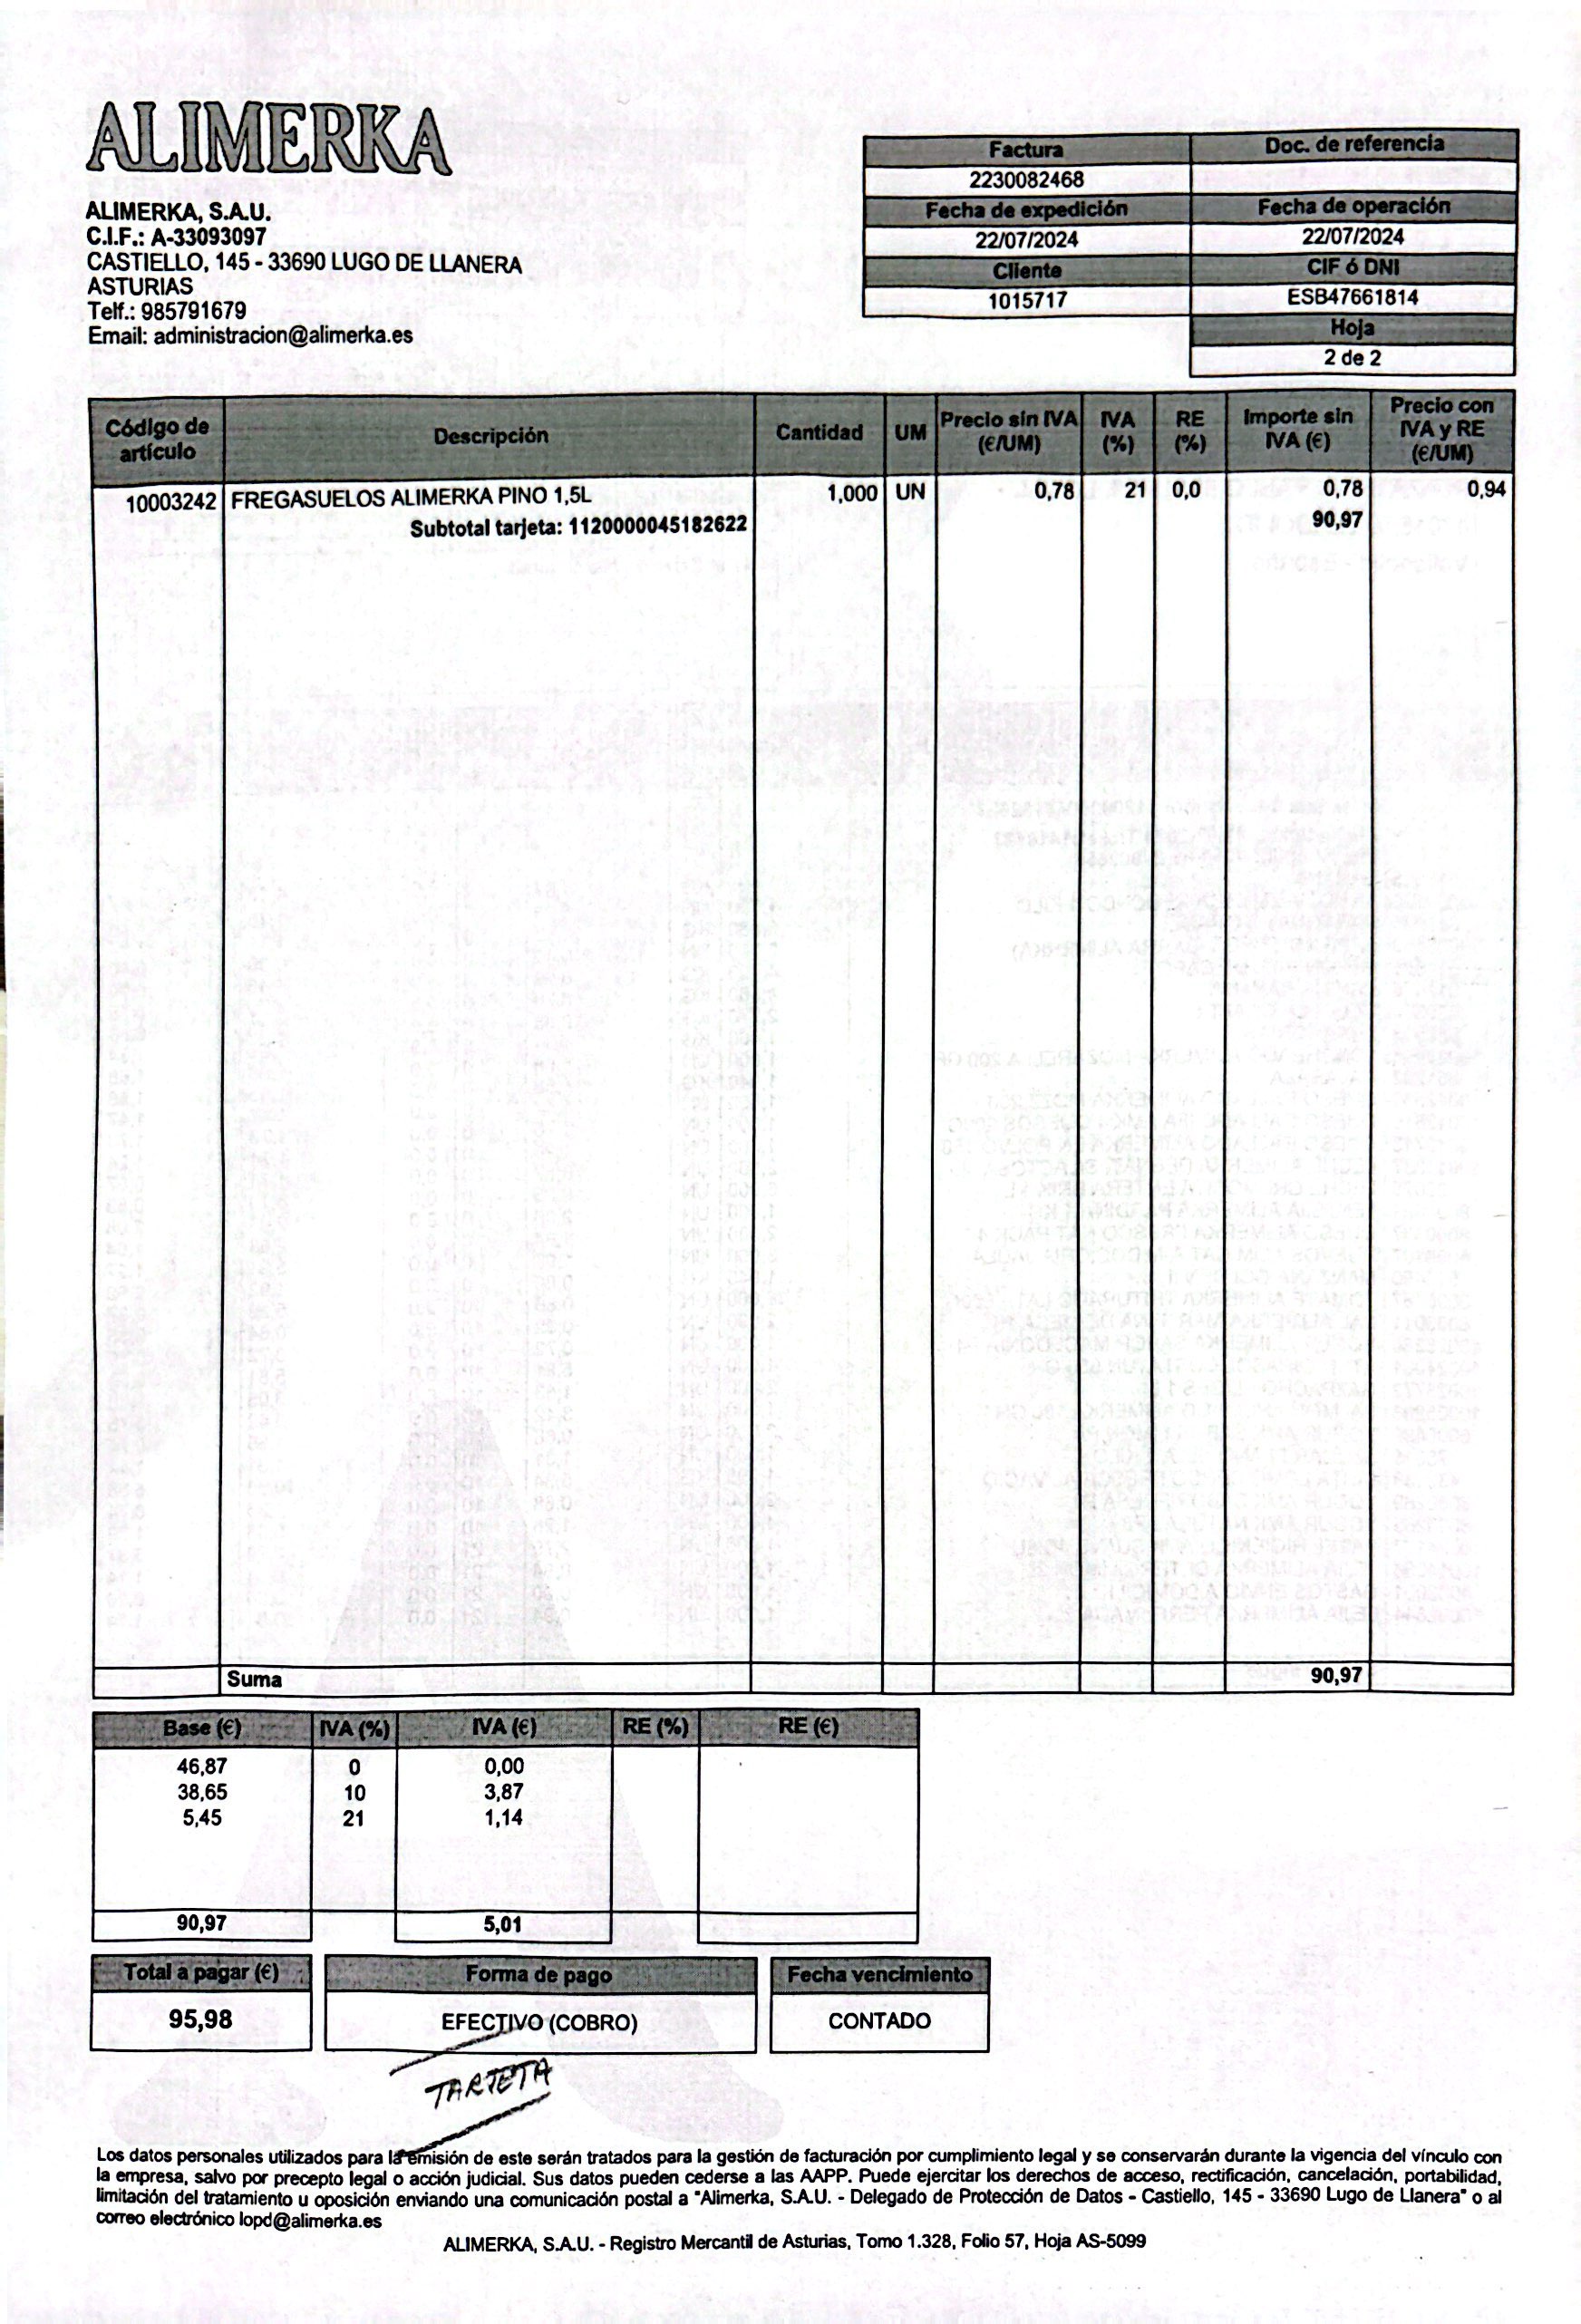 ALIMERKA
ALIMERKA, S.A.U.
C.I.F.: A-33093097
CASTIELLO, 145 - 33690 LUGO DE LLANERA
ASTURIAS
Telf.: 985791679
Email: administracion@alimerka.es
Factura Doc. de referencia
2230082468
Fecha de expedición Fecha de operación
22/07/2024 22/07/2024
Cliente CIF ó DNI
1015717 ESB47661814
Hoja
2 de 2
Código de artículo Descripción Cantidad UM Precio sin IVA (€/UM) IVA (%) RE (%) Importe sin IVA (€) Precio con IVA y RE (€/UM)
10003242 FREGASUELOS ALIMERKA PINO 1,5L 1,000 UN 0,78 21 0,0 0,78 0,94
Subtotal tarjeta: 1120000045182622 90,97
Suma 90,97
Base (€) IVA (%) IVA (€) RE (%) RE (€)
46,87 0 0,00
38,65 10 3,87
5,45 21 1,14
90,97 5,01
Total a pagar (€) Forma de pago Fecha vencimiento
95,98 EFECTIVO (COBRO) CONTADO
TARJETA
Los datos personales utilizados para la emisión de este serán tratados para la gestión de facturación por cumplimiento legal y se conservarán durante la vigencia del vínculo con
la empresa, salvo por precepto legal o acción judicial. Sus datos pueden cederse a las AAPP. Puede ejercitar los derechos de acceso, rectificación, cancelación, portabilidad,
limitación del tratamiento u oposición enviando una comunicación postal a "Alimerka, S.A.U. - Delegado de Protección de Datos - Castiello, 145 - 33690 Lugo de Llanera" o al
correo electrónico lopd@alimerka.es
ALIMERKA, S.A.U. - Registro Mercantil de Asturias, Tomo 1.328, Folio 57, Hoja AS-5099